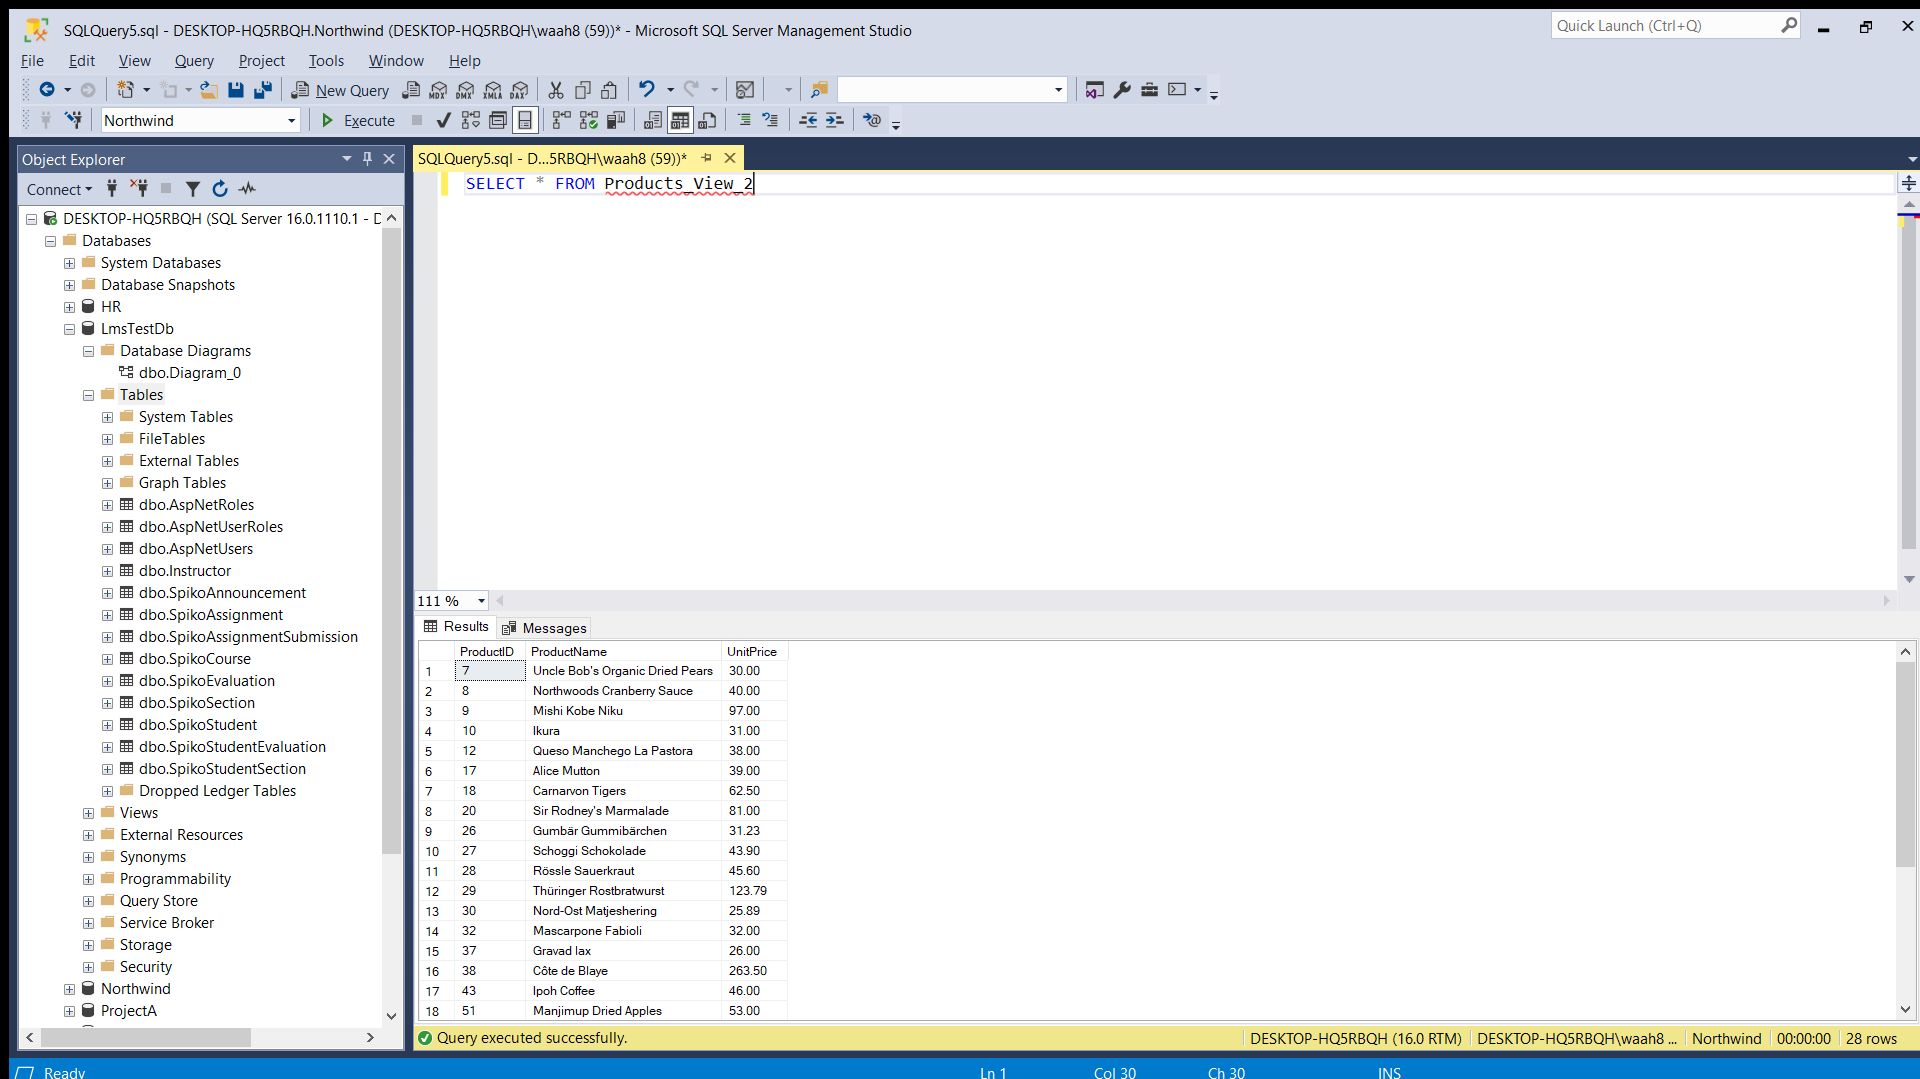 SQLQuery5.sql - DESKTOP-HQ5RBQH.Northwind (DESKTOP-HQ5RBQH\waah8 (59))* - Microsoft SQL Server Management Studio
Quick Launch (Ctrl+Q)
File Edit View Query Project Tools Window Help
New Query MDX DMX XMLA DAX
Northwind Execute
Object Explorer
SQLQuery5.sql - D...5RBQH\waah8 (59))*
Connect
SELECT * FROM Products_View_2
DESKTOP-HQ5RBQH (SQL Server 16.0.1110.1 - D
Databases
System Databases
Database Snapshots
HR
LmsTestDb
Database Diagrams
dbo.Diagram_0
Tables
System Tables
FileTables
External Tables
Graph Tables
dbo.AspNetRoles
dbo.AspNetUserRoles
dbo.AspNetUsers
dbo.Instructor
dbo.SpikoAnnouncement
dbo.SpikoAssignment
dbo.SpikoAssignmentSubmission
dbo.SpikoCourse
dbo.SpikoEvaluation
dbo.SpikoSection
dbo.SpikoStudent
dbo.SpikoStudentEvaluation
dbo.SpikoStudentSection
Dropped Ledger Tables
Views
External Resources
Synonyms
Programmability
Query Store
Service Broker
Storage
Security
Northwind
ProjectA
111 %
Results Messages
ProductID ProductName UnitPrice
1 7 Uncle Bob's Organic Dried Pears 30.00
2 8 Northwoods Cranberry Sauce 40.00
3 9 Mishi Kobe Niku 97.00
4 10 Ikura 31.00
5 12 Queso Manchego La Pastora 38.00
6 17 Alice Mutton 39.00
7 18 Carnarvon Tigers 62.50
8 20 Sir Rodney's Marmalade 81.00
9 26 Gumbär Gummibärchen 31.23
10 27 Schoggi Schokolade 43.90
11 28 Rössle Sauerkraut 45.60
12 29 Thüringer Rostbratwurst 123.79
13 30 Nord-Ost Matjeshering 25.89
14 32 Mascarpone Fabioli 32.00
15 37 Gravad lax 26.00
16 38 Côte de Blaye 263.50
17 43 Ipoh Coffee 46.00
18 51 Manjimup Dried Apples 53.00
Query executed successfully. DESKTOP-HQ5RBQH (16.0 RTM) DESKTOP-HQ5RBQH\waah8 ... Northwind 00:00:00 28 rows
Ready Ln 1 Col 30 Ch 30 INS